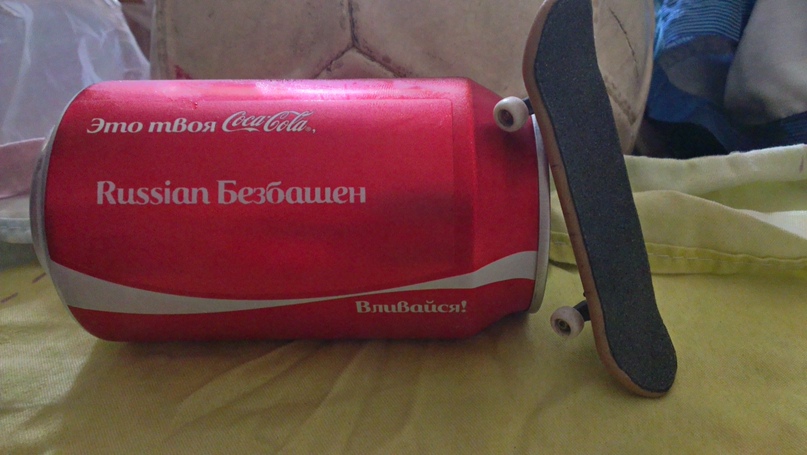 Это твоя Coca-Cola,
Russian Безбашен
Вливайся!